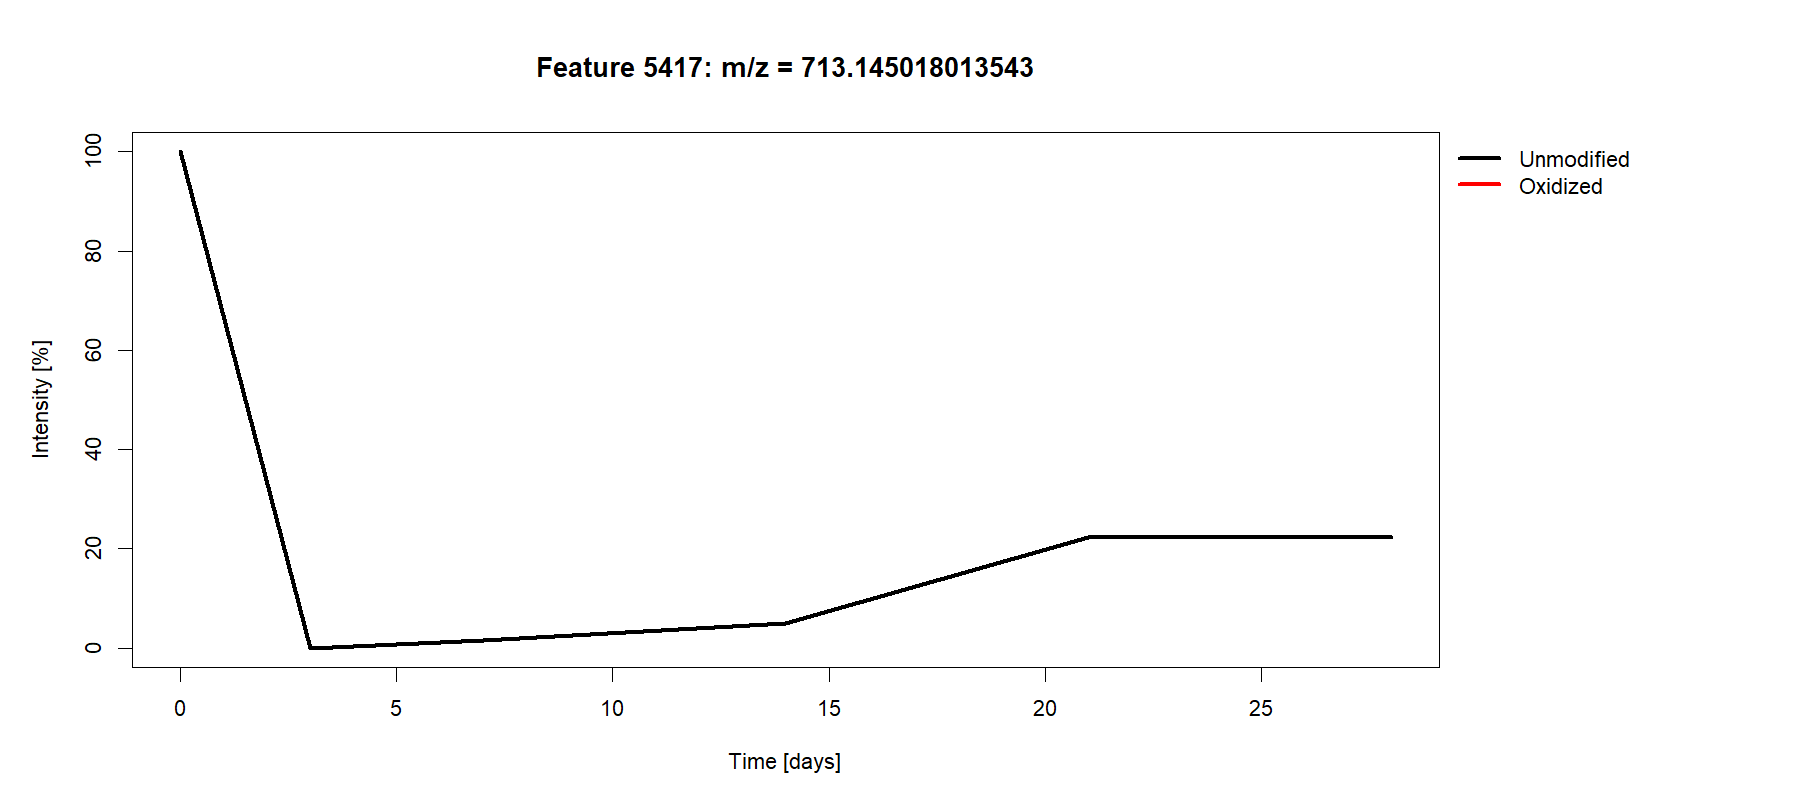 Feature 5417: m/z = 713.145018013543
Unmodified
Oxidized
Intensity [%]
100
80
60
40
20
0
0 5 10 15 20 25
Time [days]